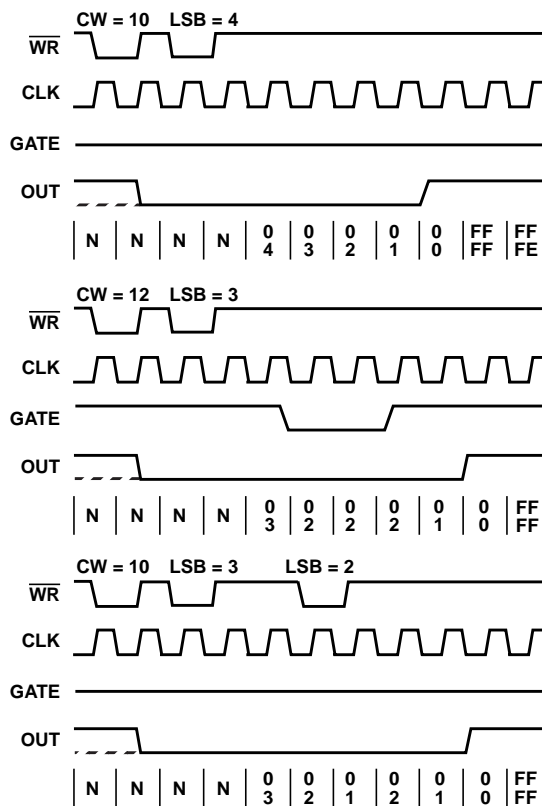 CW = 10 LSB = 4
WR
CLK
GATE
OUT
N N N N 0 0 0 0 0 FF FF
4 3 2 1 0 FF FE
CW = 12 LSB = 3
WR
CLK
GATE
OUT
N N N N 0 0 0 0 0 0 FF
3 2 2 2 1 0 FF
CW = 10 LSB = 3 LSB = 2
WR
CLK
GATE
OUT
N N N N 0 0 0 0 0 0 FF
3 2 1 2 1 0 FF